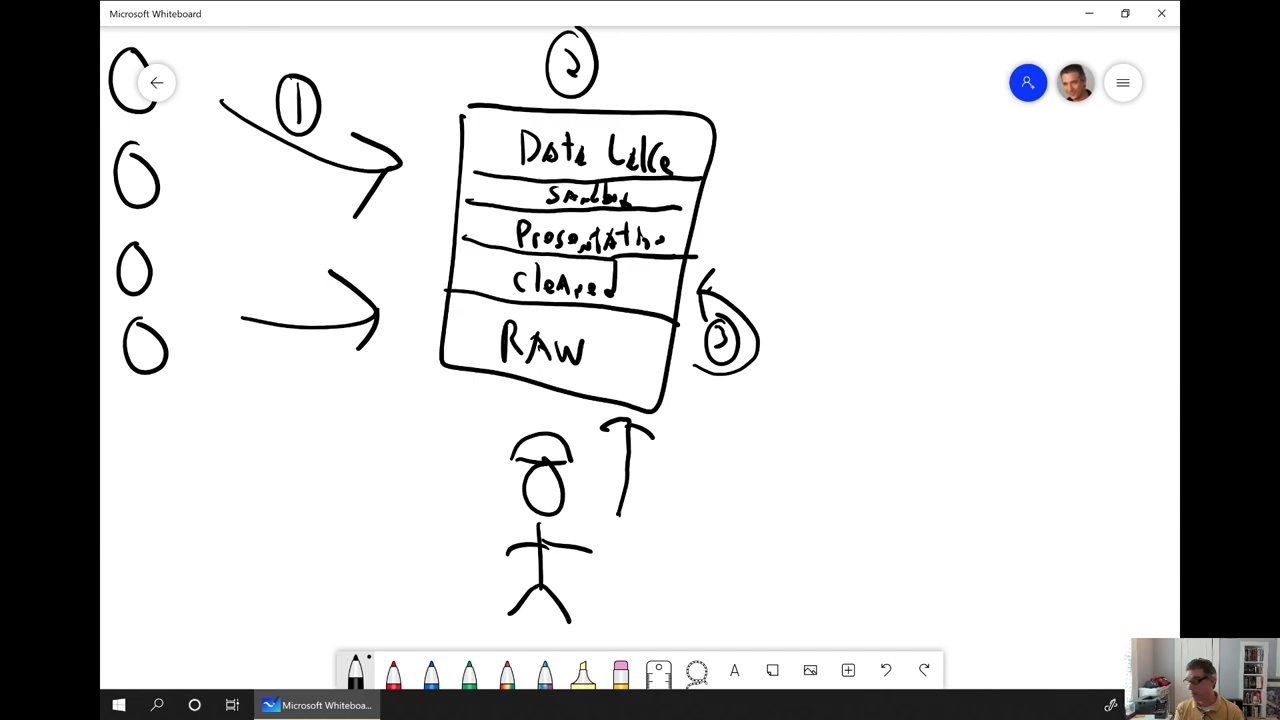 Microsoft Whiteboard
2
1
Data Lake
Sandbox
Presentation
Cleaned
3
RAW
A
Microsoft Whiteboa...